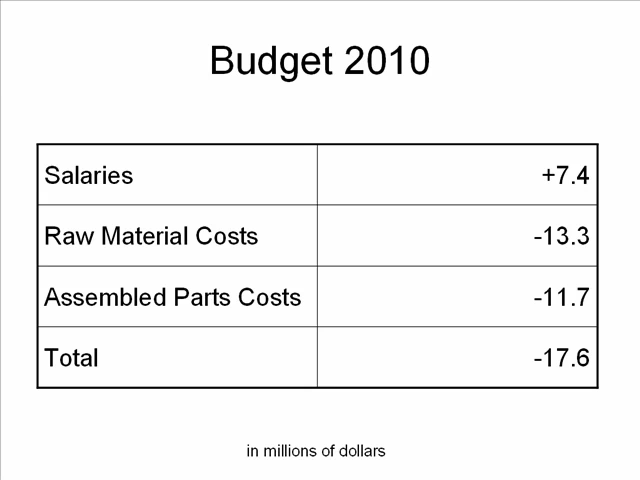 Budget 2010
Salaries +7.4
Raw Material Costs -13.3
Assembled Parts Costs -11.7
Total -17.6
in millions of dollars